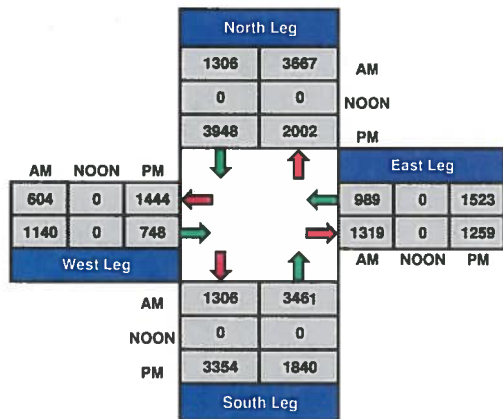 North Leg
1306 3667 AM
0 0 NOON
3948 2002 PM
AM NOON PM East Leg
604 0 1444 989 0 1523
1140 0 748 1319 0 1259
West Leg AM NOON PM
AM 1306 3461
NOON 0 0
PM 3354 1840
South Leg